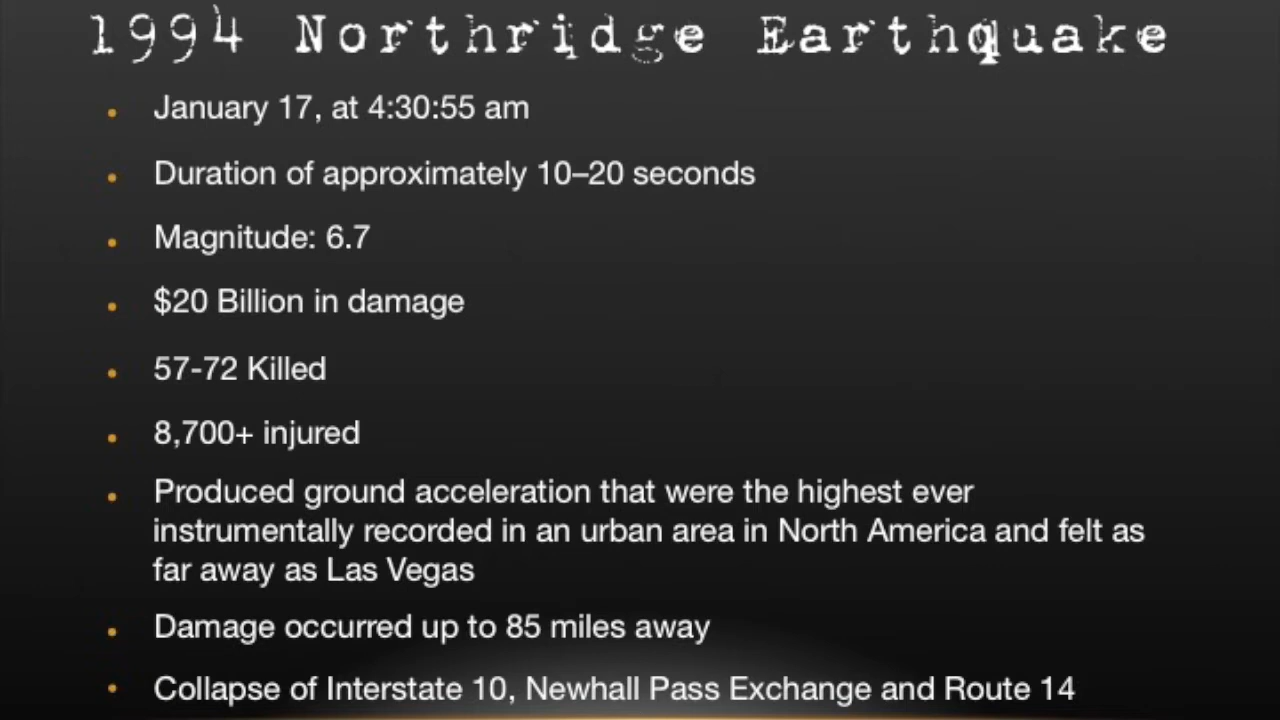 1994 Northridge Earthquake
• January 17, at 4:30:55 am
• Duration of approximately 10–20 seconds
• Magnitude: 6.7
• $20 Billion in damage
• 57-72 Killed
• 8,700+ injured
• Produced ground acceleration that were the highest ever
instrumentally recorded in an urban area in North America and felt as
far away as Las Vegas
• Damage occurred up to 85 miles away
• Collapse of Interstate 10, Newhall Pass Exchange and Route 14